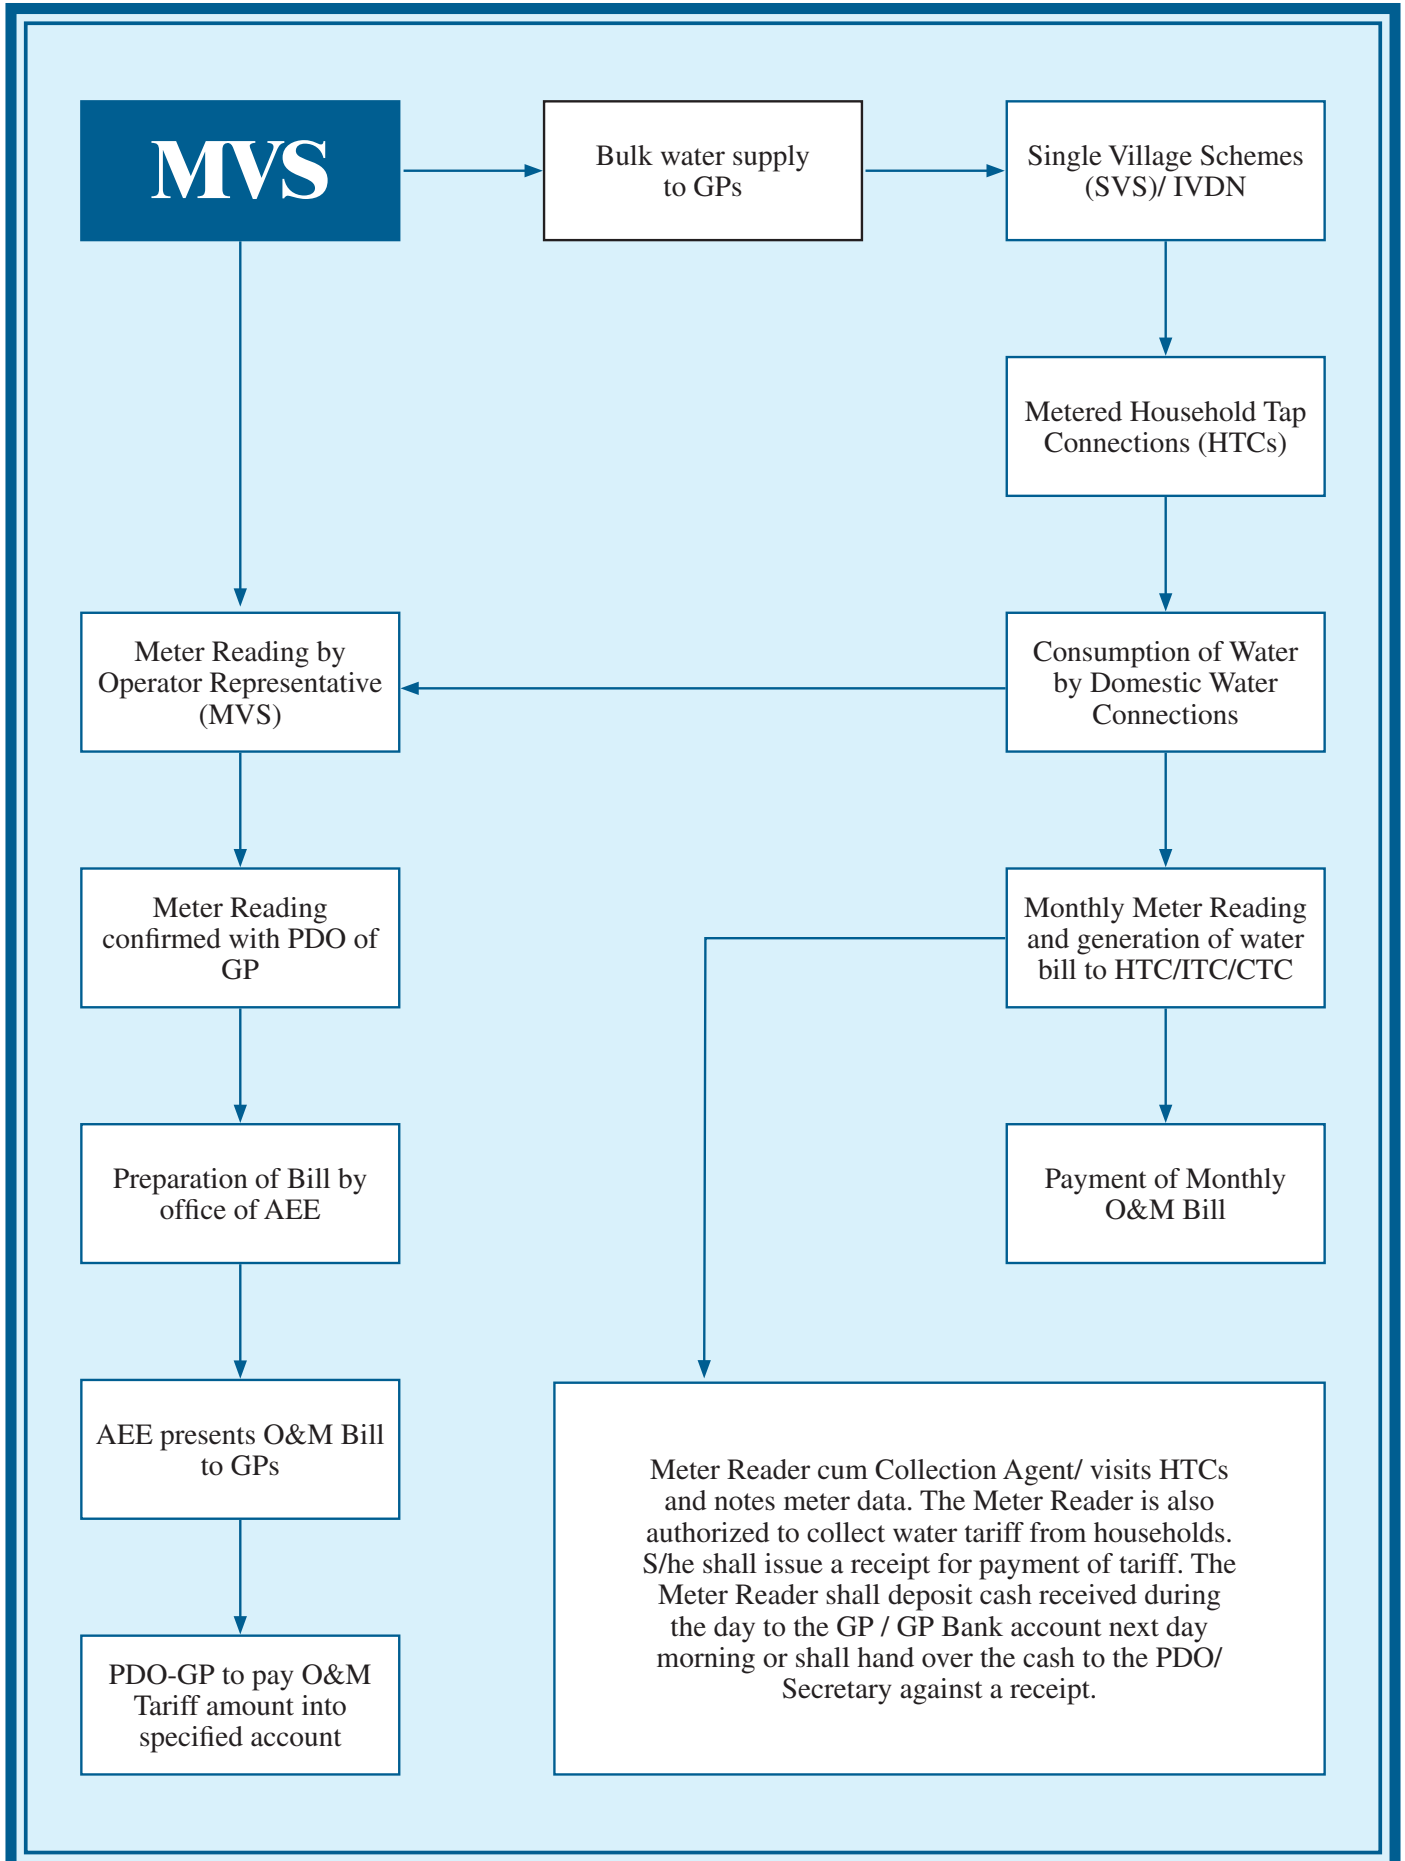 MVS
Bulk water supply
to GPs
Single Village Schemes
(SVS)/ IVDN
Metered Household Tap
Connections (HTCs)
Meter Reading by
Operator Representative
(MVS)
Consumption of Water
by Domestic Water
Connections
Meter Reading
confirmed with PDO of
GP
Monthly Meter Reading
and generation of water
bill to HTC/ITC/CTC
Preparation of Bill by
office of AEE
Payment of Monthly
O&M Bill
AEE presents O&M Bill
to GPs
Meter Reader cum Collection Agent/ visits HTCs
and notes meter data. The Meter Reader is also
authorized to collect water tariff from households.
S/he shall issue a receipt for payment of tariff. The
Meter Reader shall deposit cash received during
the day to the GP / GP Bank account next day
morning or shall hand over the cash to the PDO/
Secretary against a receipt.
PDO-GP to pay O&M
Tariff amount into
specified account